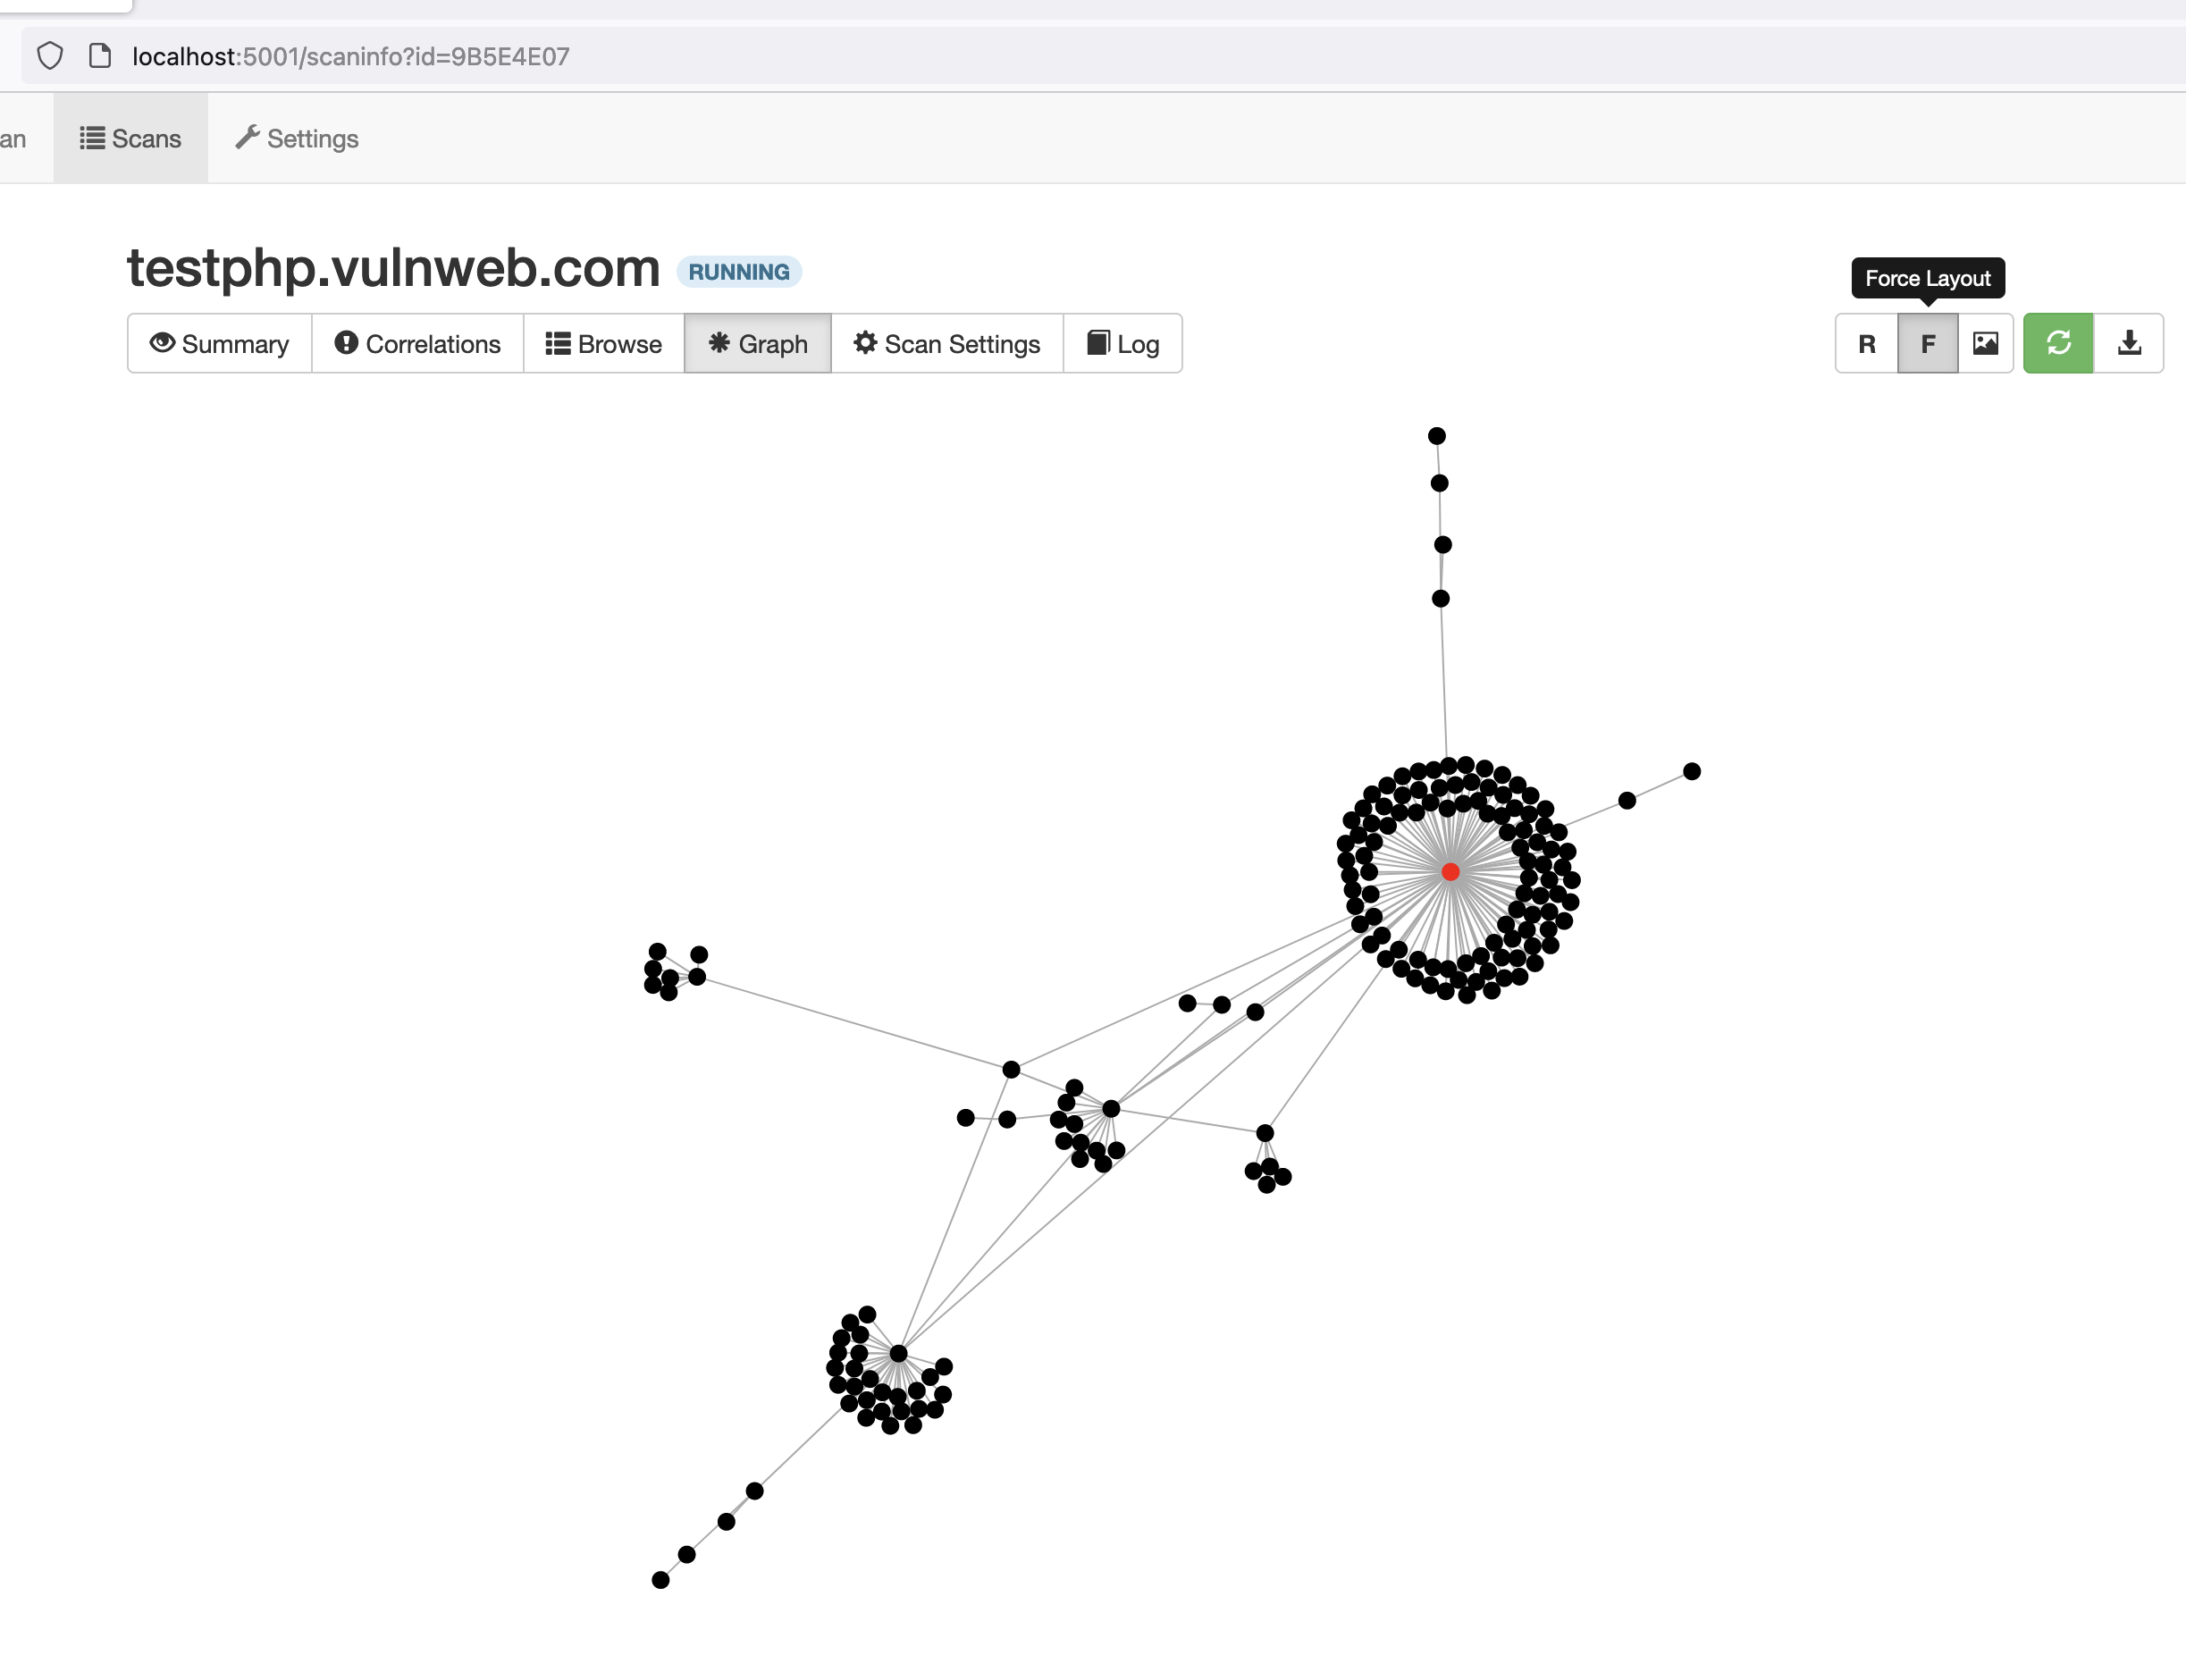 localhost:5001/scaninfo?id=9B5E4E07
an Scans Settings
testphp.vulnweb.com RUNNING
Force Layout
Summary Correlations Browse Graph Scan Settings Log R F